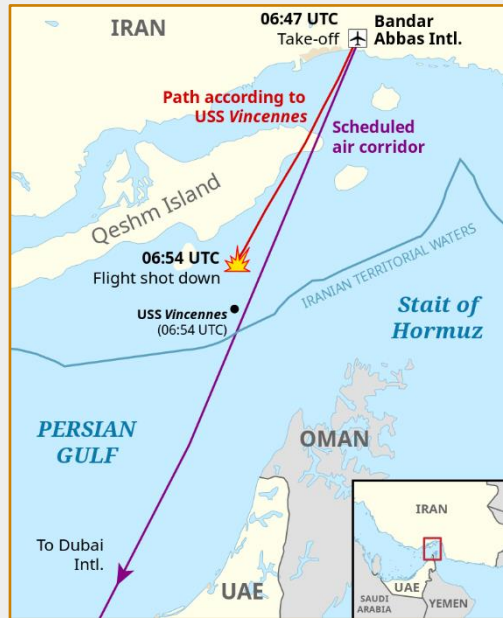 IRAN
06:47 UTC
Take-off
Bandar
Abbas Intl.
Path according to
USS Vincennes
Scheduled
air corridor
Qeshm Island
06:54 UTC
Flight shot down
IRANIAN TERRITORIAL WATERS
USS Vincennes
(06:54 UTC)
Stait of
Hormuz
PERSIAN
GULF
OMAN
To Dubai
Intl.
UAE
IRAN
UAE
SAUDI
ARABIA
YEMEN